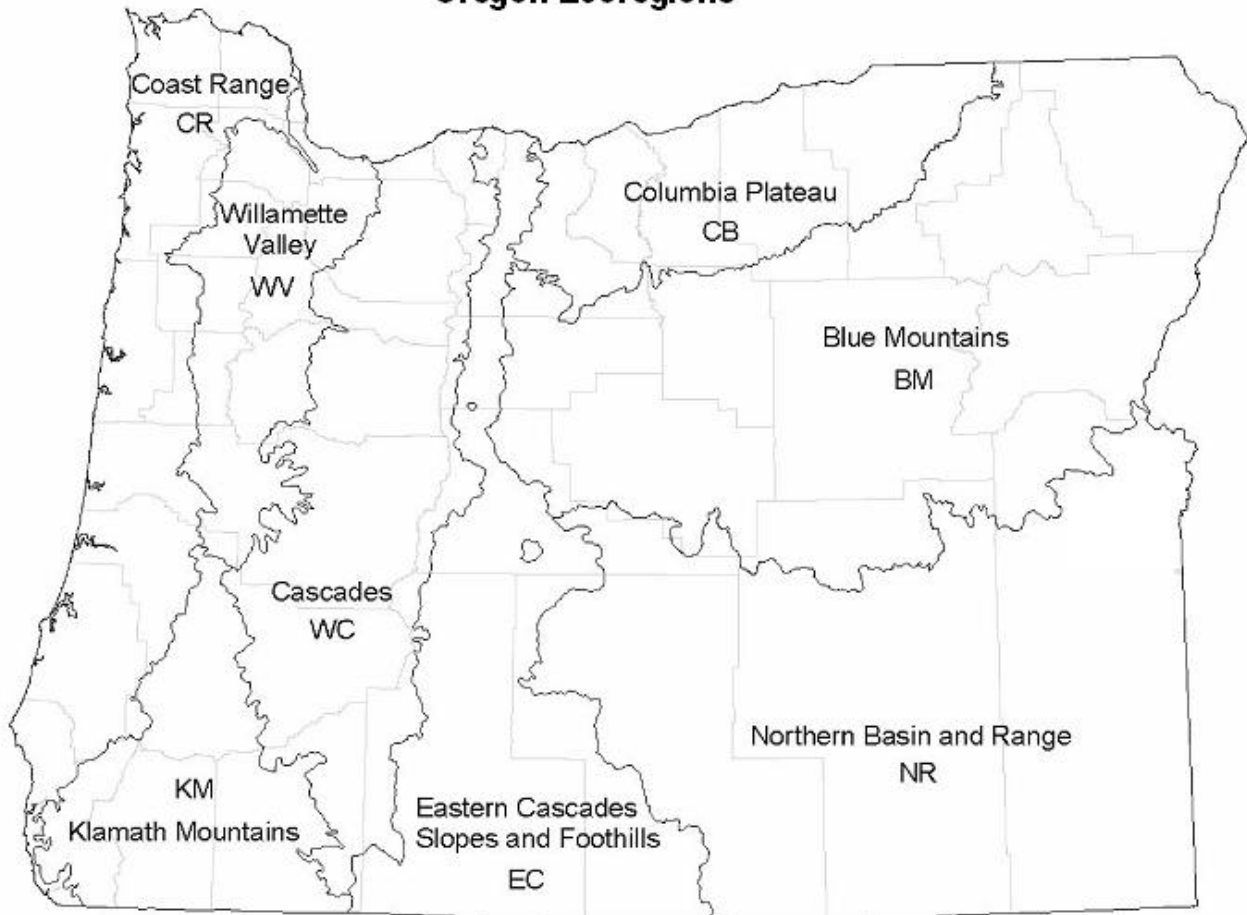 Oregon Ecoregions
Coast Range
CR
Willamette
Valley
WV
Columbia Plateau
CB
Blue Mountains
BM
Cascades
WC
Northern Basin and Range
NR
KM
Klamath Mountains
Eastern Cascades
Slopes and Foothills
EC